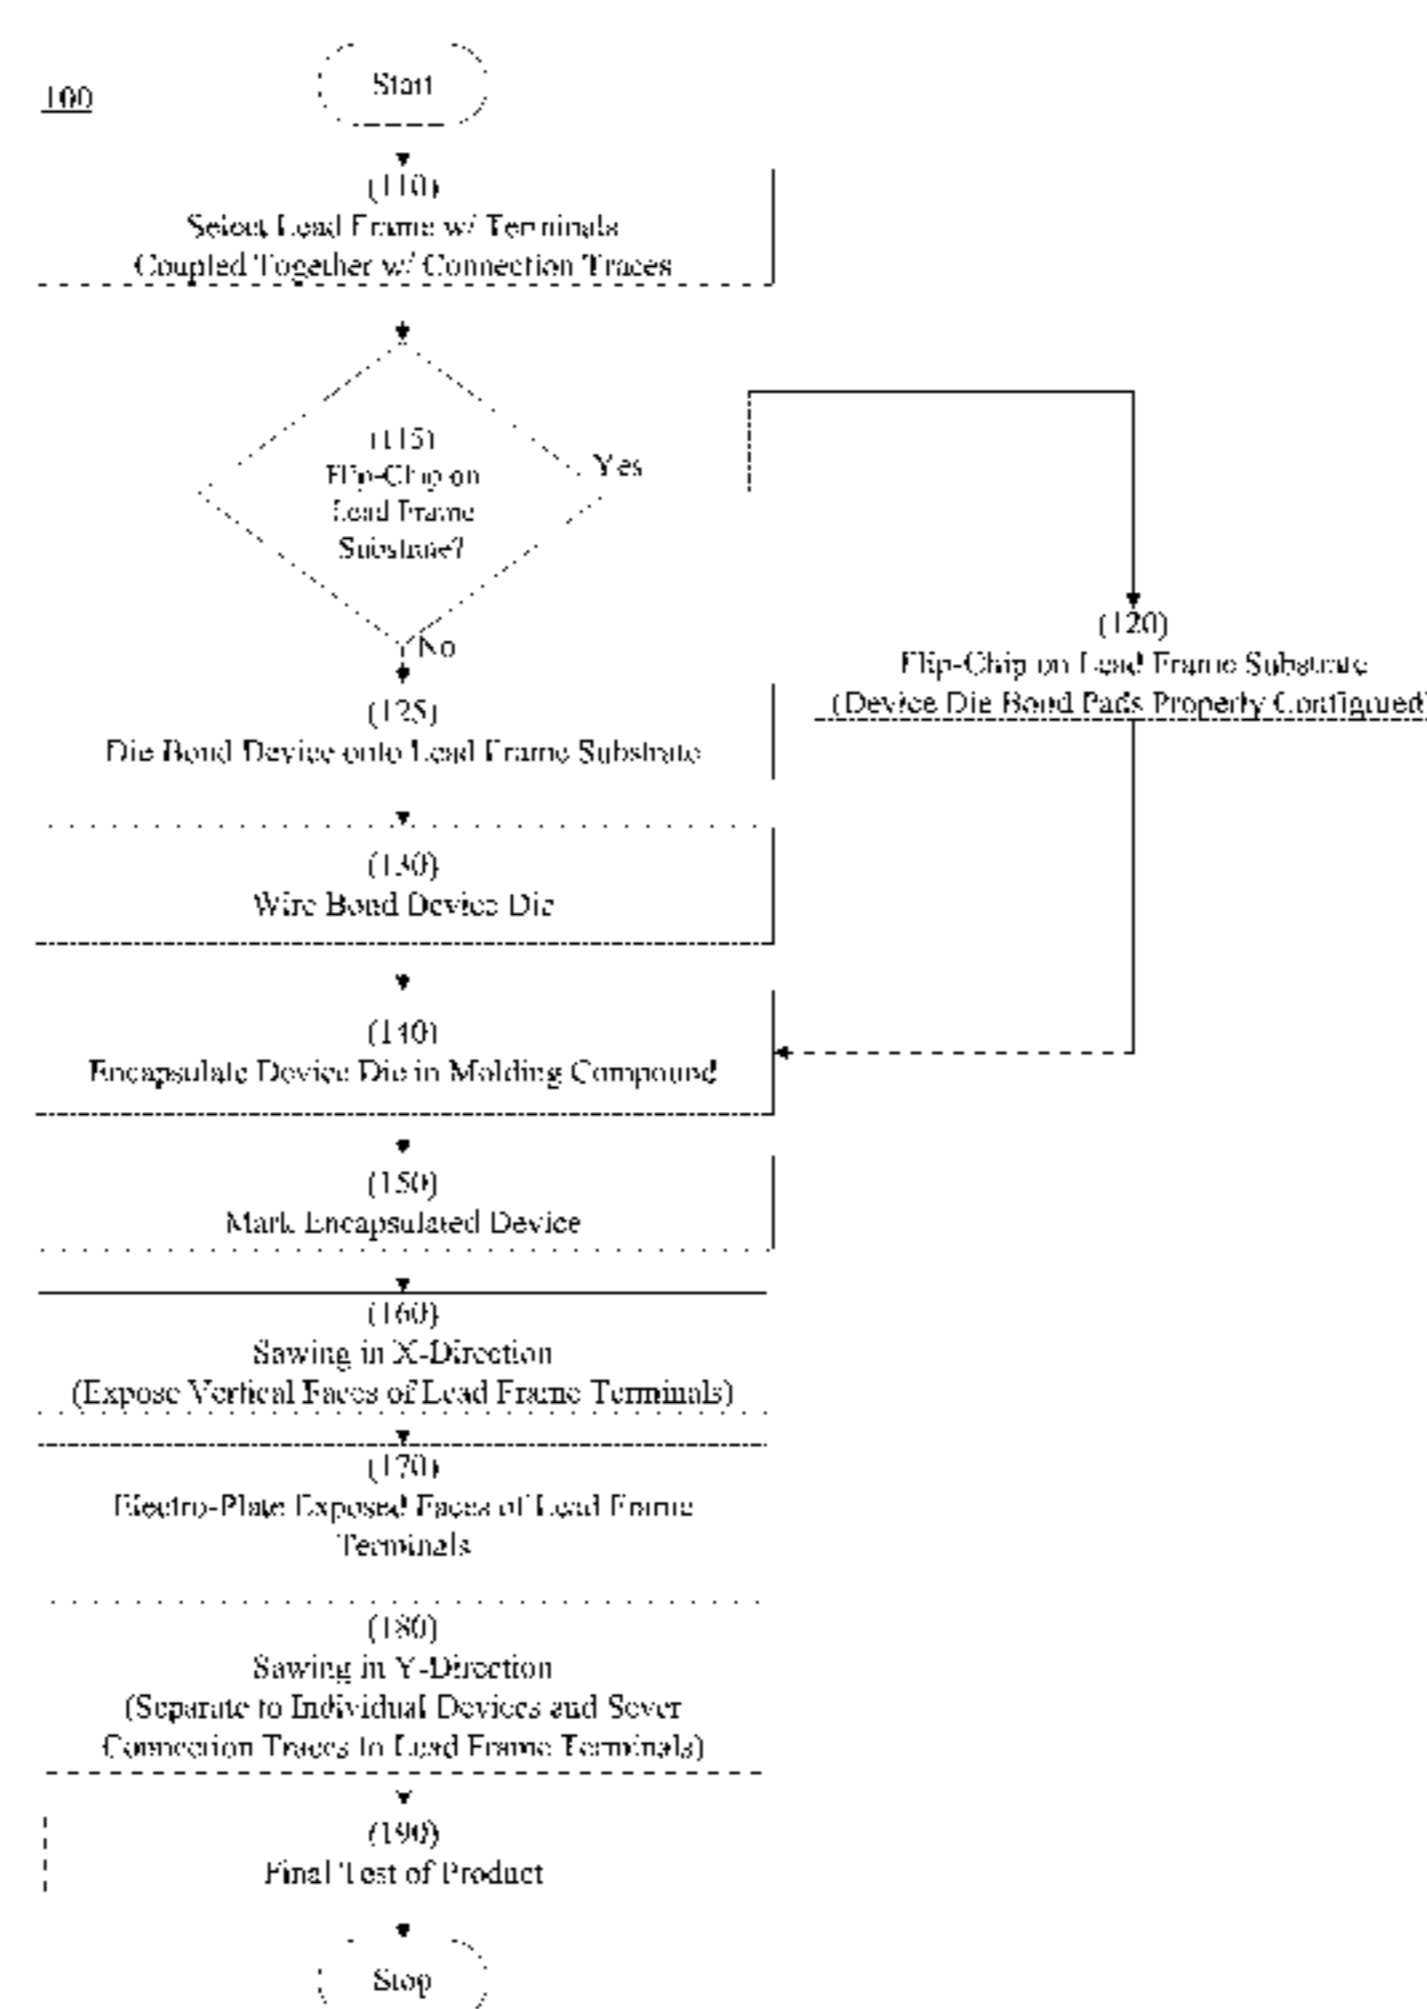 100
Start
(110)
Select Lead Frame w/ Terminals
Coupled Together w/ Connection Traces
(115)
Flip-Chip on
Lead Frame
Substrate?
Yes
No
(120)
Flip-Chip on Lead Frame Substrate
(Device Die Bond Pads Properly Configured)
(125)
Die Bond Device onto Lead Frame Substrate
(130)
Wire Bond Device Die
(140)
Encapsulate Device Die in Molding Compound
(150)
Mark Encapsulated Device
(160)
Sawing in X-Direction
(Expose Vertical Faces of Lead Frame Terminals)
(170)
Electro-Plate Exposed Faces of Lead Frame
Terminals
(180)
Sawing in Y-Direction
(Separate to Individual Devices and Sever
Connection Traces to Lead Frame Terminals)
(190)
Final Test of Product
Stop